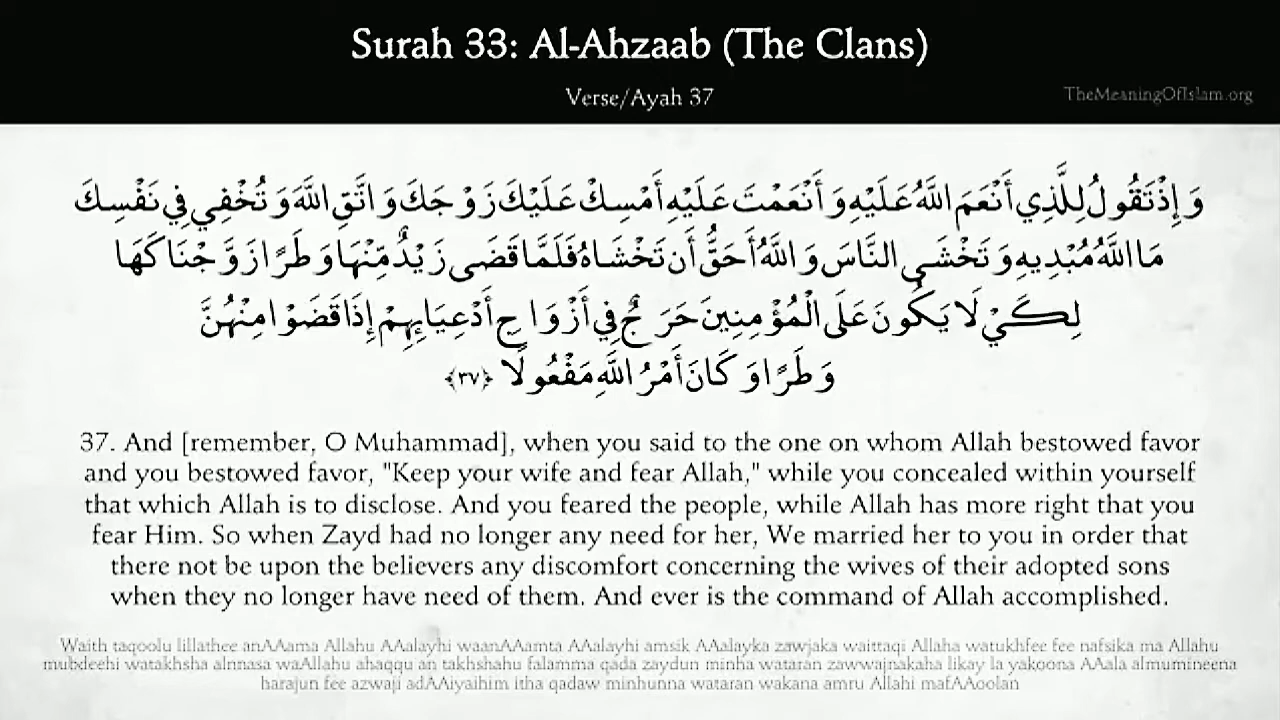 Surah 33: Al-Ahzaab (The Clans)
Verse/Ayah 37
TheMeaningOfIslam.org
وَإِذْ تَقُولُ لِلَّذِي أَنْعَمَ اللَّهُ عَلَيْهِ وَأَنْعَمْتَ عَلَيْهِ أَمْسِكْ عَلَيْكَ زَوْجَكَ وَاتَّقِ اللَّهَ وَتُخْفِي فِي نَفْسِكَ
مَا اللَّهُ مُبْدِيهِ وَتَخْشَى النَّاسَ وَاللَّهُ أَحَقُّ أَن تَخْشَاهُ فَلَمَّا قَضَى زَيْدٌ مِّنْهَا وَطَرًا زَوَّجْنَاكَهَا
لِكَيْ لَا يَكُونَ عَلَى الْمُؤْمِنِينَ حَرَجٌ فِي أَزْوَاجِ أَدْعِيَائِهِمْ إِذَا قَضَوْا مِنْهُنَّ
وَطَرًا وَكَانَ أَمْرُ اللَّهِ مَفْعُولًا ﴿٣٧﴾
37. And [remember, O Muhammad], when you said to the one on whom Allah bestowed favor
and you bestowed favor, "Keep your wife and fear Allah," while you concealed within yourself
that which Allah is to disclose. And you feared the people, while Allah has more right that you
fear Him. So when Zayd had no longer any need for her, We married her to you in order that
there not be upon the believers any discomfort concerning the wives of their adopted sons
when they no longer have need of them. And ever is the command of Allah accomplished.
Waith taqoolu lillathee anAAama Allahu AAalayhi waanAAamta AAalayhi amsik AAalayka zawjaka waittaqi Allaha watukhfee fee nafsika ma Allahu
mubdeehi watakhsha alnnasa waAllahu ahaqqu an takhshahu falamma qada zaydun minha wataran zawwajnakaha likay la yakoona AAala almumineena
harajun fee azwaji adAAiyaihim itha qadaw minhunna wataran wakana amru Allahi mafAAoolan